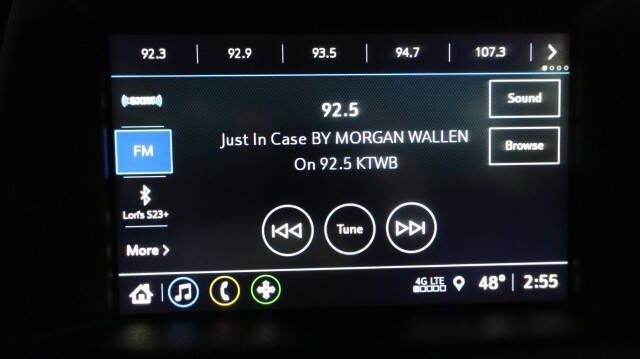 92.3 92.9 93.5 94.7 107.3
((SXM))
92.5
Sound
Just In Case BY MORGAN WALLEN
FM
Browse
On 92.5 KTWB
Lori's S23+
Tune
More
4G LTE
48° 2:55